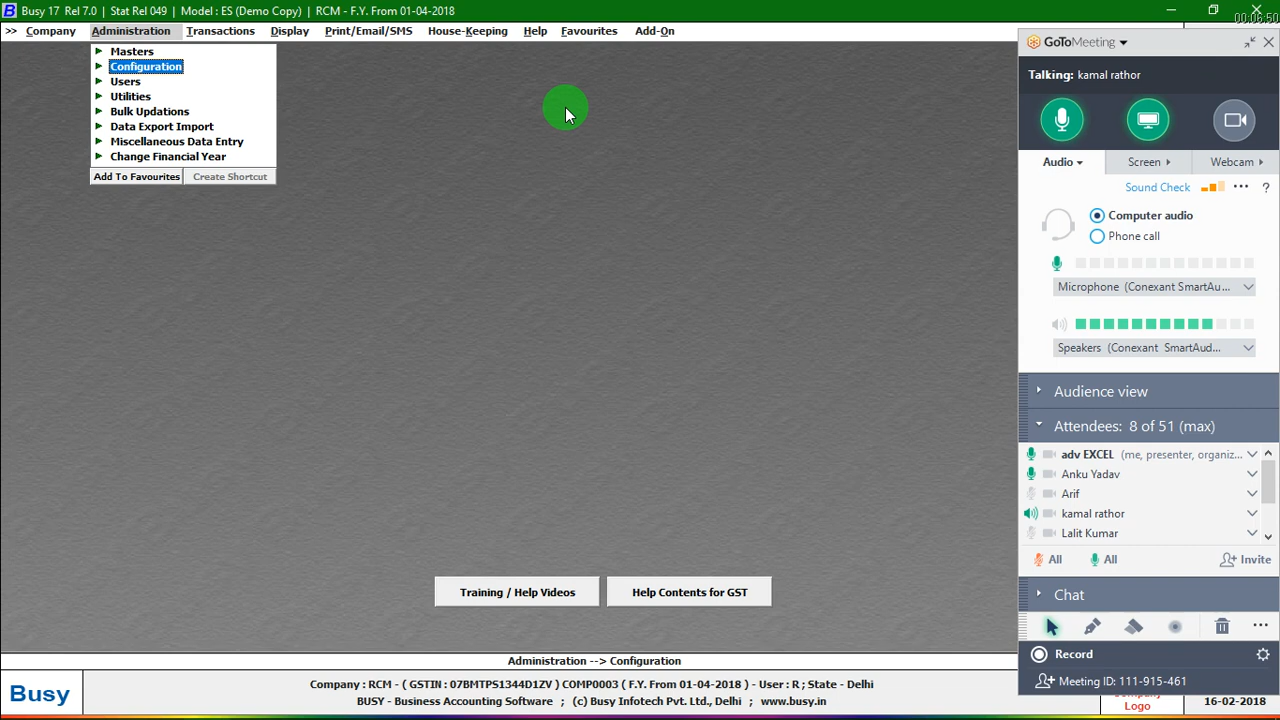 Busy 17 Rel 7.0 | Stat Rel 049 | Model : ES (Demo Copy) | RCM - F.Y. From 01-04-2018
00:06:50
>> Company Administration Transactions Display Print/Email/SMS House-Keeping Help Favourites Add-On
Masters
Configuration
Users
Utilities
Bulk Updations
Data Export Import
Miscellaneous Data Entry
Change Financial Year
Add To Favourites Create Shortcut
GoToMeeting
Talking: kamal rathor
Audio Screen Webcam
Sound Check ... ?
Computer audio
Phone call
Microphone (Conexant SmartAu...
Speakers (Conexant SmartAud...
Audience view
Attendees: 8 of 51 (max)
adv EXCEL (me, presenter, organiz...
Anku Yadav
Arif
kamal rathor
Lalit Kumar
All All Invite
Chat
Record
Meeting ID: 111-915-461
Training / Help Videos Help Contents for GST
Administration --> Configuration
Busy
Company : RCM - ( GSTIN : 07BMTPS1344D1ZV ) COMP0003 ( F.Y. From 01-04-2018 ) - User : R ; State - Delhi
BUSY - Business Accounting Software ; (c) Busy Infotech Pvt. Ltd., Delhi ; www.busy.in
Company
Logo
16-02-2018